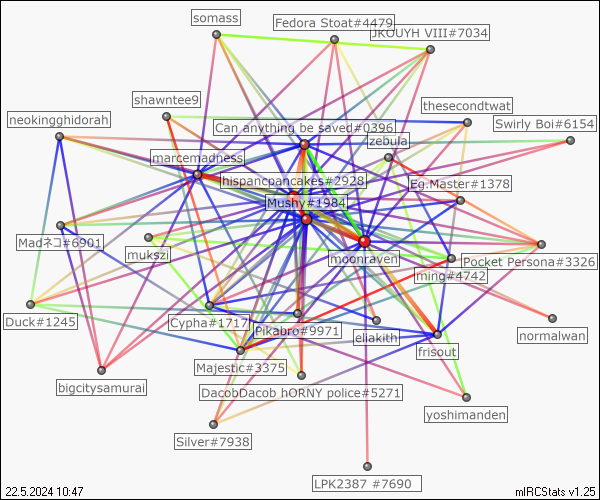 somass
Fedora Stoat#4479
JKOUYH VIII#7034
shawntee9
thesecondtwat
neokingghidorah
Swirly Boi#6154
Can anything be saved#0396
zebula
marcemadness
hispancpancakes#2928
Eg.Master#1378
Mushy#1984
Madネコ#6901
mukszi
moonraven
Pocket Persona#3326
ming#4742
Duck#1245
Cypha#1717
Pikabro#9971
eliakith
normalwan
frisout
Majestic#3375
bigcitysamurai
DacobDacob hORNY police#5271
yoshimanden
Silver#7938
LPK2387 #7690
22.5.2024 10:47
mIRCStats v1.25